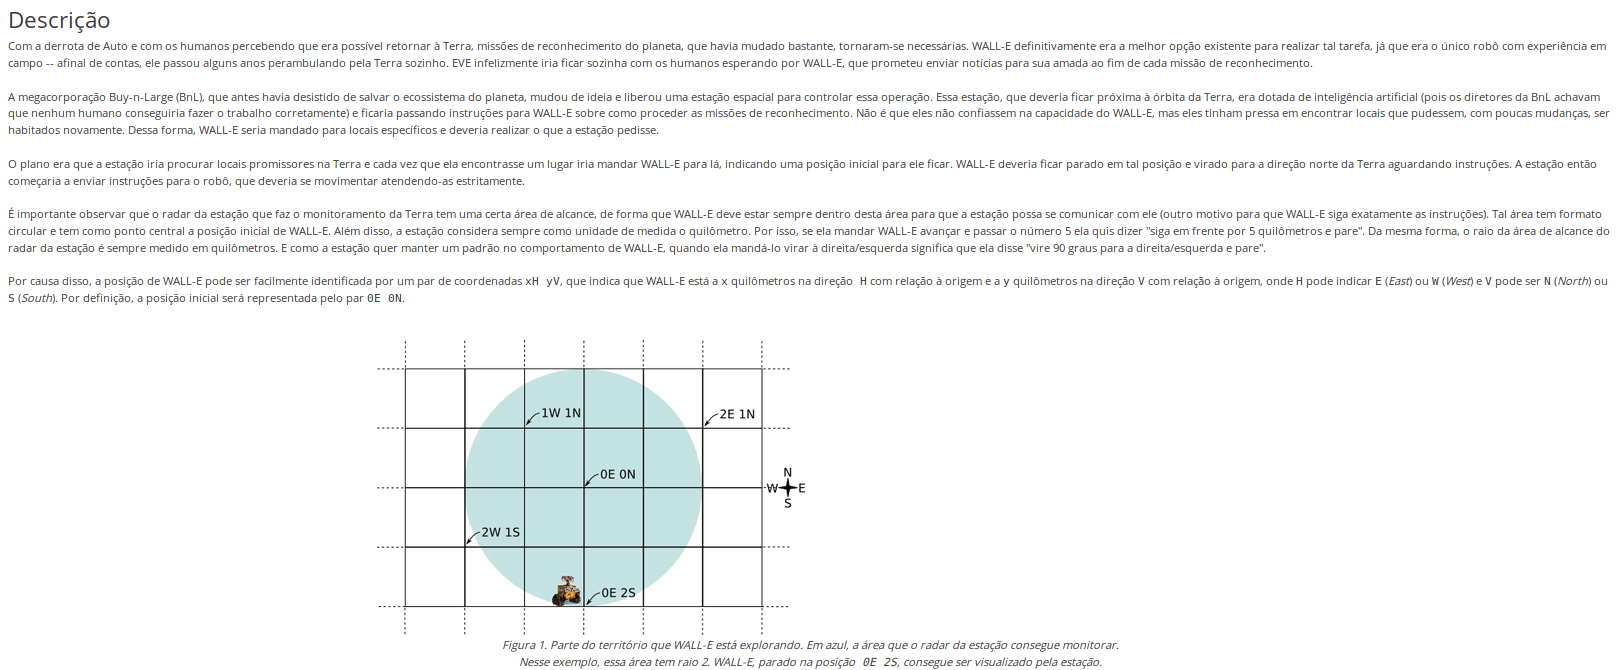 Descrição
Com a derrota de Auto e com os humanos percebendo que era possível retornar à Terra, missões de reconhecimento do planeta, que havia mudado bastante, tornaram-se necessárias. WALL-E definitivamente era a melhor opção existente para realizar tal tarefa, já que era o único robô com experiência em
campo -- afinal de contas, ele passou alguns anos perambulando pela Terra sozinho. EVE infelizmente iria ficar sozinha com os humanos esperando por WALL-E, que prometeu enviar notícias para sua amada ao fim de cada missão de reconhecimento.
A megacorporação Buy-n-Large (BnL), que antes havia desistido de salvar o ecossistema do planeta, mudou de ideia e liberou uma estação espacial para controlar essa operação. Essa estação, que deveria ficar próxima à órbita da Terra, era dotada de inteligência artificial (pois os diretores da BnL achavam
que nenhum humano conseguiria fazer o trabalho corretamente) e ficaria passando instruções para WALL-E sobre como proceder as missões de reconhecimento. Não é que eles não confiassem na capacidade do WALL-E, mas eles tinham pressa em encontrar locais que pudessem, com poucas mudanças, ser
habitados novamente. Dessa forma, WALL-E seria mandado para locais específicos e deveria realizar o que a estação pedisse.
O plano era que a estação iria procurar locais promissores na Terra e cada vez que ela encontrasse um lugar iria mandar WALL-E para lá, indicando uma posição inicial para ele ficar. WALL-E deveria ficar parado em tal posição e virado para a direção norte da Terra aguardando instruções. A estação então
começaria a enviar instruções para o robô, que deveria se movimentar atendendo-as estritamente.
É importante observar que o radar da estação que faz o monitoramento da Terra tem uma certa área de alcance, de forma que WALL-E deve estar sempre dentro desta área para que a estação possa se comunicar com ele (outro motivo para que WALL-E siga exatamente as instruções). Tal área tem formato
circular e tem como ponto central a posição inicial de WALL-E. Além disso, a estação considera sempre como unidade de medida o quilômetro. Por isso, se ela mandar WALL-E avançar e passar o número 5 ela quis dizer "siga em frente por 5 quilômetros e pare". Da mesma forma, o raio da área de alcance do
radar da estação é sempre medido em quilômetros. E como a estação quer manter um padrão no comportamento de WALL-E, quando ela mandá-lo virar à direita/esquerda significa que ela disse "vire 90 graus para a direita/esquerda e pare".
Por causa disso, a posição de WALL-E pode ser facilmente identificada por um par de coordenadas xH yV, que indica que WALL-E está a x quilômetros na direção H com relação à origem e a y quilômetros na direção V com relação à origem, onde H pode indicar E (East) ou W (West) e V pode ser N (North) ou
S (South). Por definição, a posição inicial será representada pelo par 0E 0N.
1W 1N
2E 1N
0E 0N
N
W E
S
2W 1S
0E 2S
Figura 1. Parte do território que WALL-E está explorando. Em azul, a área que o radar da estação consegue monitorar.
Nesse exemplo, essa área tem raio 2. WALL-E, parado na posição 0E 2S, consegue ser visualizado pela estação.